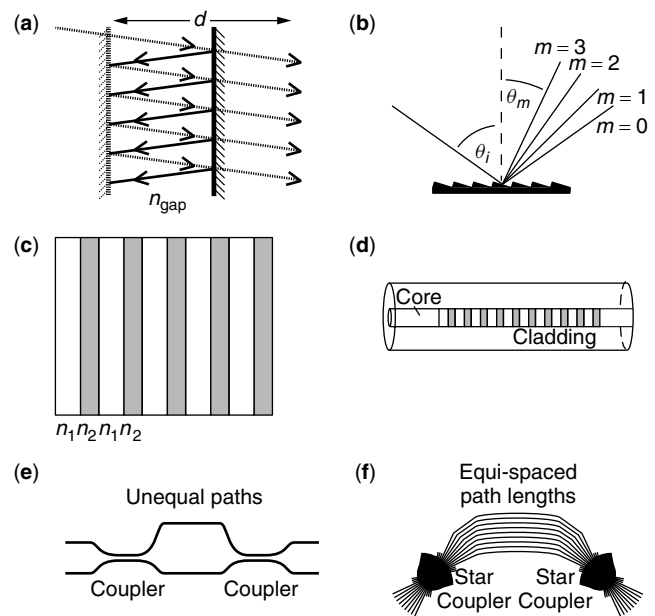 (a)
d
n_gap
(b)
m = 3
m = 2
m = 1
m = 0
θ_m
θ_i
(c)
n₁n₂n₁n₂
(d)
Core
Cladding
(e)
Unequal paths
Coupler
Coupler
(f)
Equi-spaced
path lengths
Star
Coupler
Star
Coupler